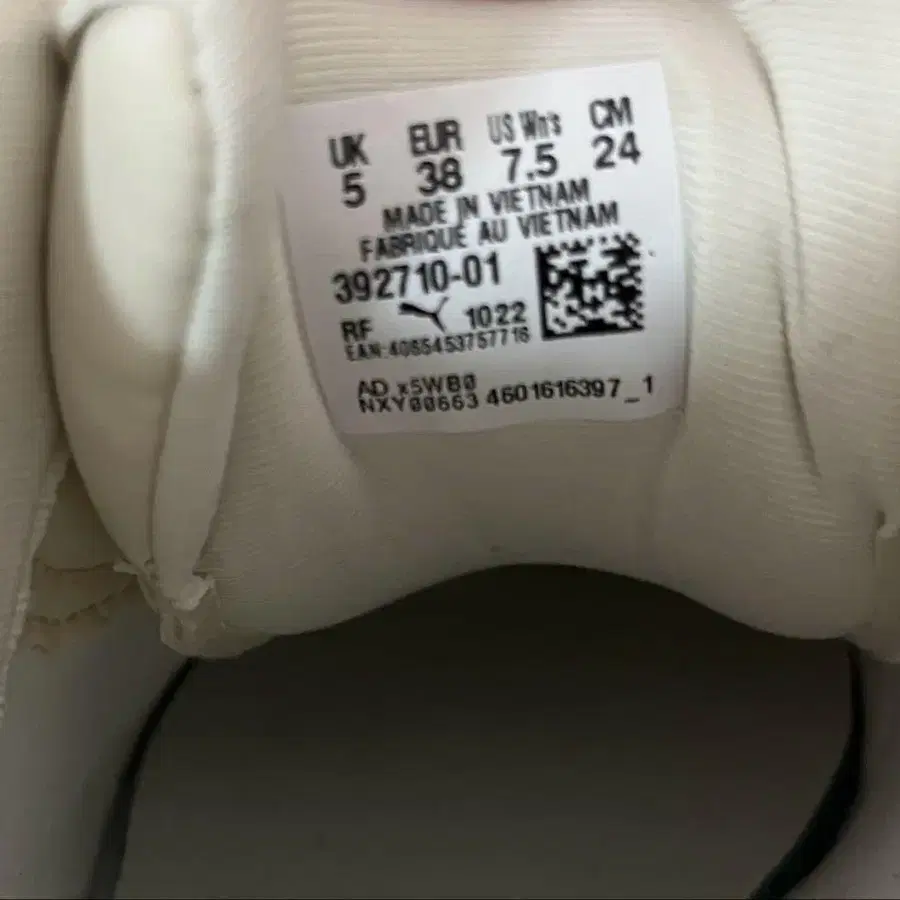 UK EUR US Wn's CM
5 38 7.5 24
MADE IN VIETNAM
FABRIQUE AU VIETNAM
392710-01
RF 1022
EAN:4065453757716
AD x5WB0
NXY00663 4601616397_1